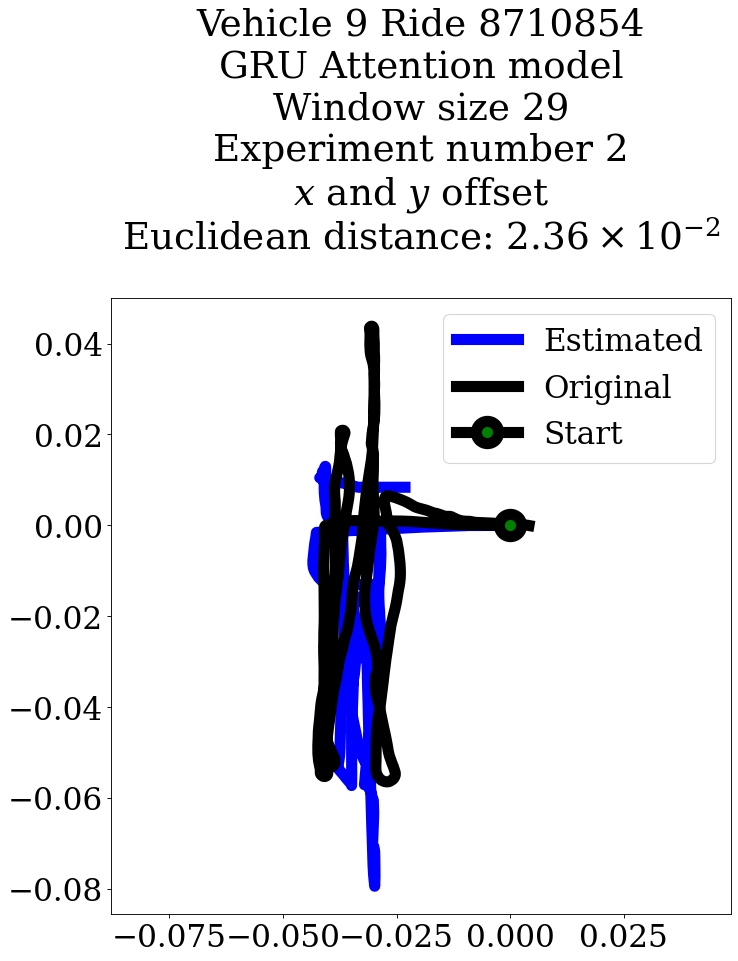 Vehicle 9 Ride 8710854
GRU Attention model
Window size 29
Experiment number 2
x and y offset
Euclidean distance: 2.36 × 10⁻²
Estimated
Original
Start
0.04
0.02
0.00
−0.02
−0.04
−0.06
−0.08
−0.075 −0.050 −0.025 0.000 0.025